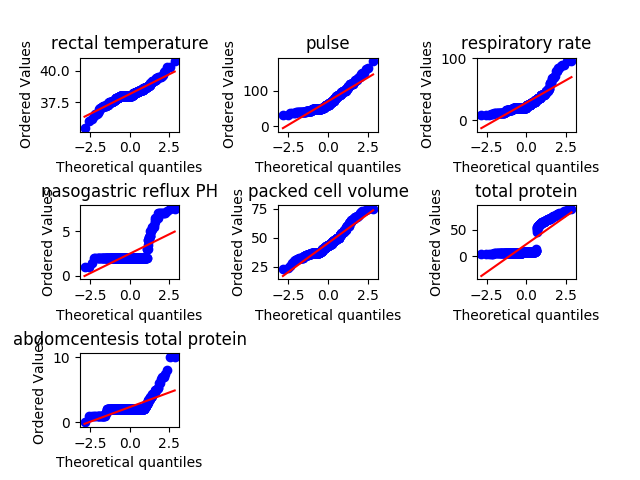 rectal temperature
pulse
respiratory rate
Ordered Values
40.0
37.5
−2.5 0.0 2.5
Theoretical quantiles
Ordered Values
100
0
−2.5 0.0 2.5
Theoretical quantiles
Ordered Values
100
0
−2.5 0.0 2.5
Theoretical quantiles
nasogastric reflux PH
packed cell volume
total protein
Ordered Values
5
0
−2.5 0.0 2.5
Theoretical quantiles
Ordered Values
75
50
25
−2.5 0.0 2.5
Theoretical quantiles
Ordered Values
50
0
−2.5 0.0 2.5
Theoretical quantiles
abdomcentesis total protein
Ordered Values
10
0
−2.5 0.0 2.5
Theoretical quantiles